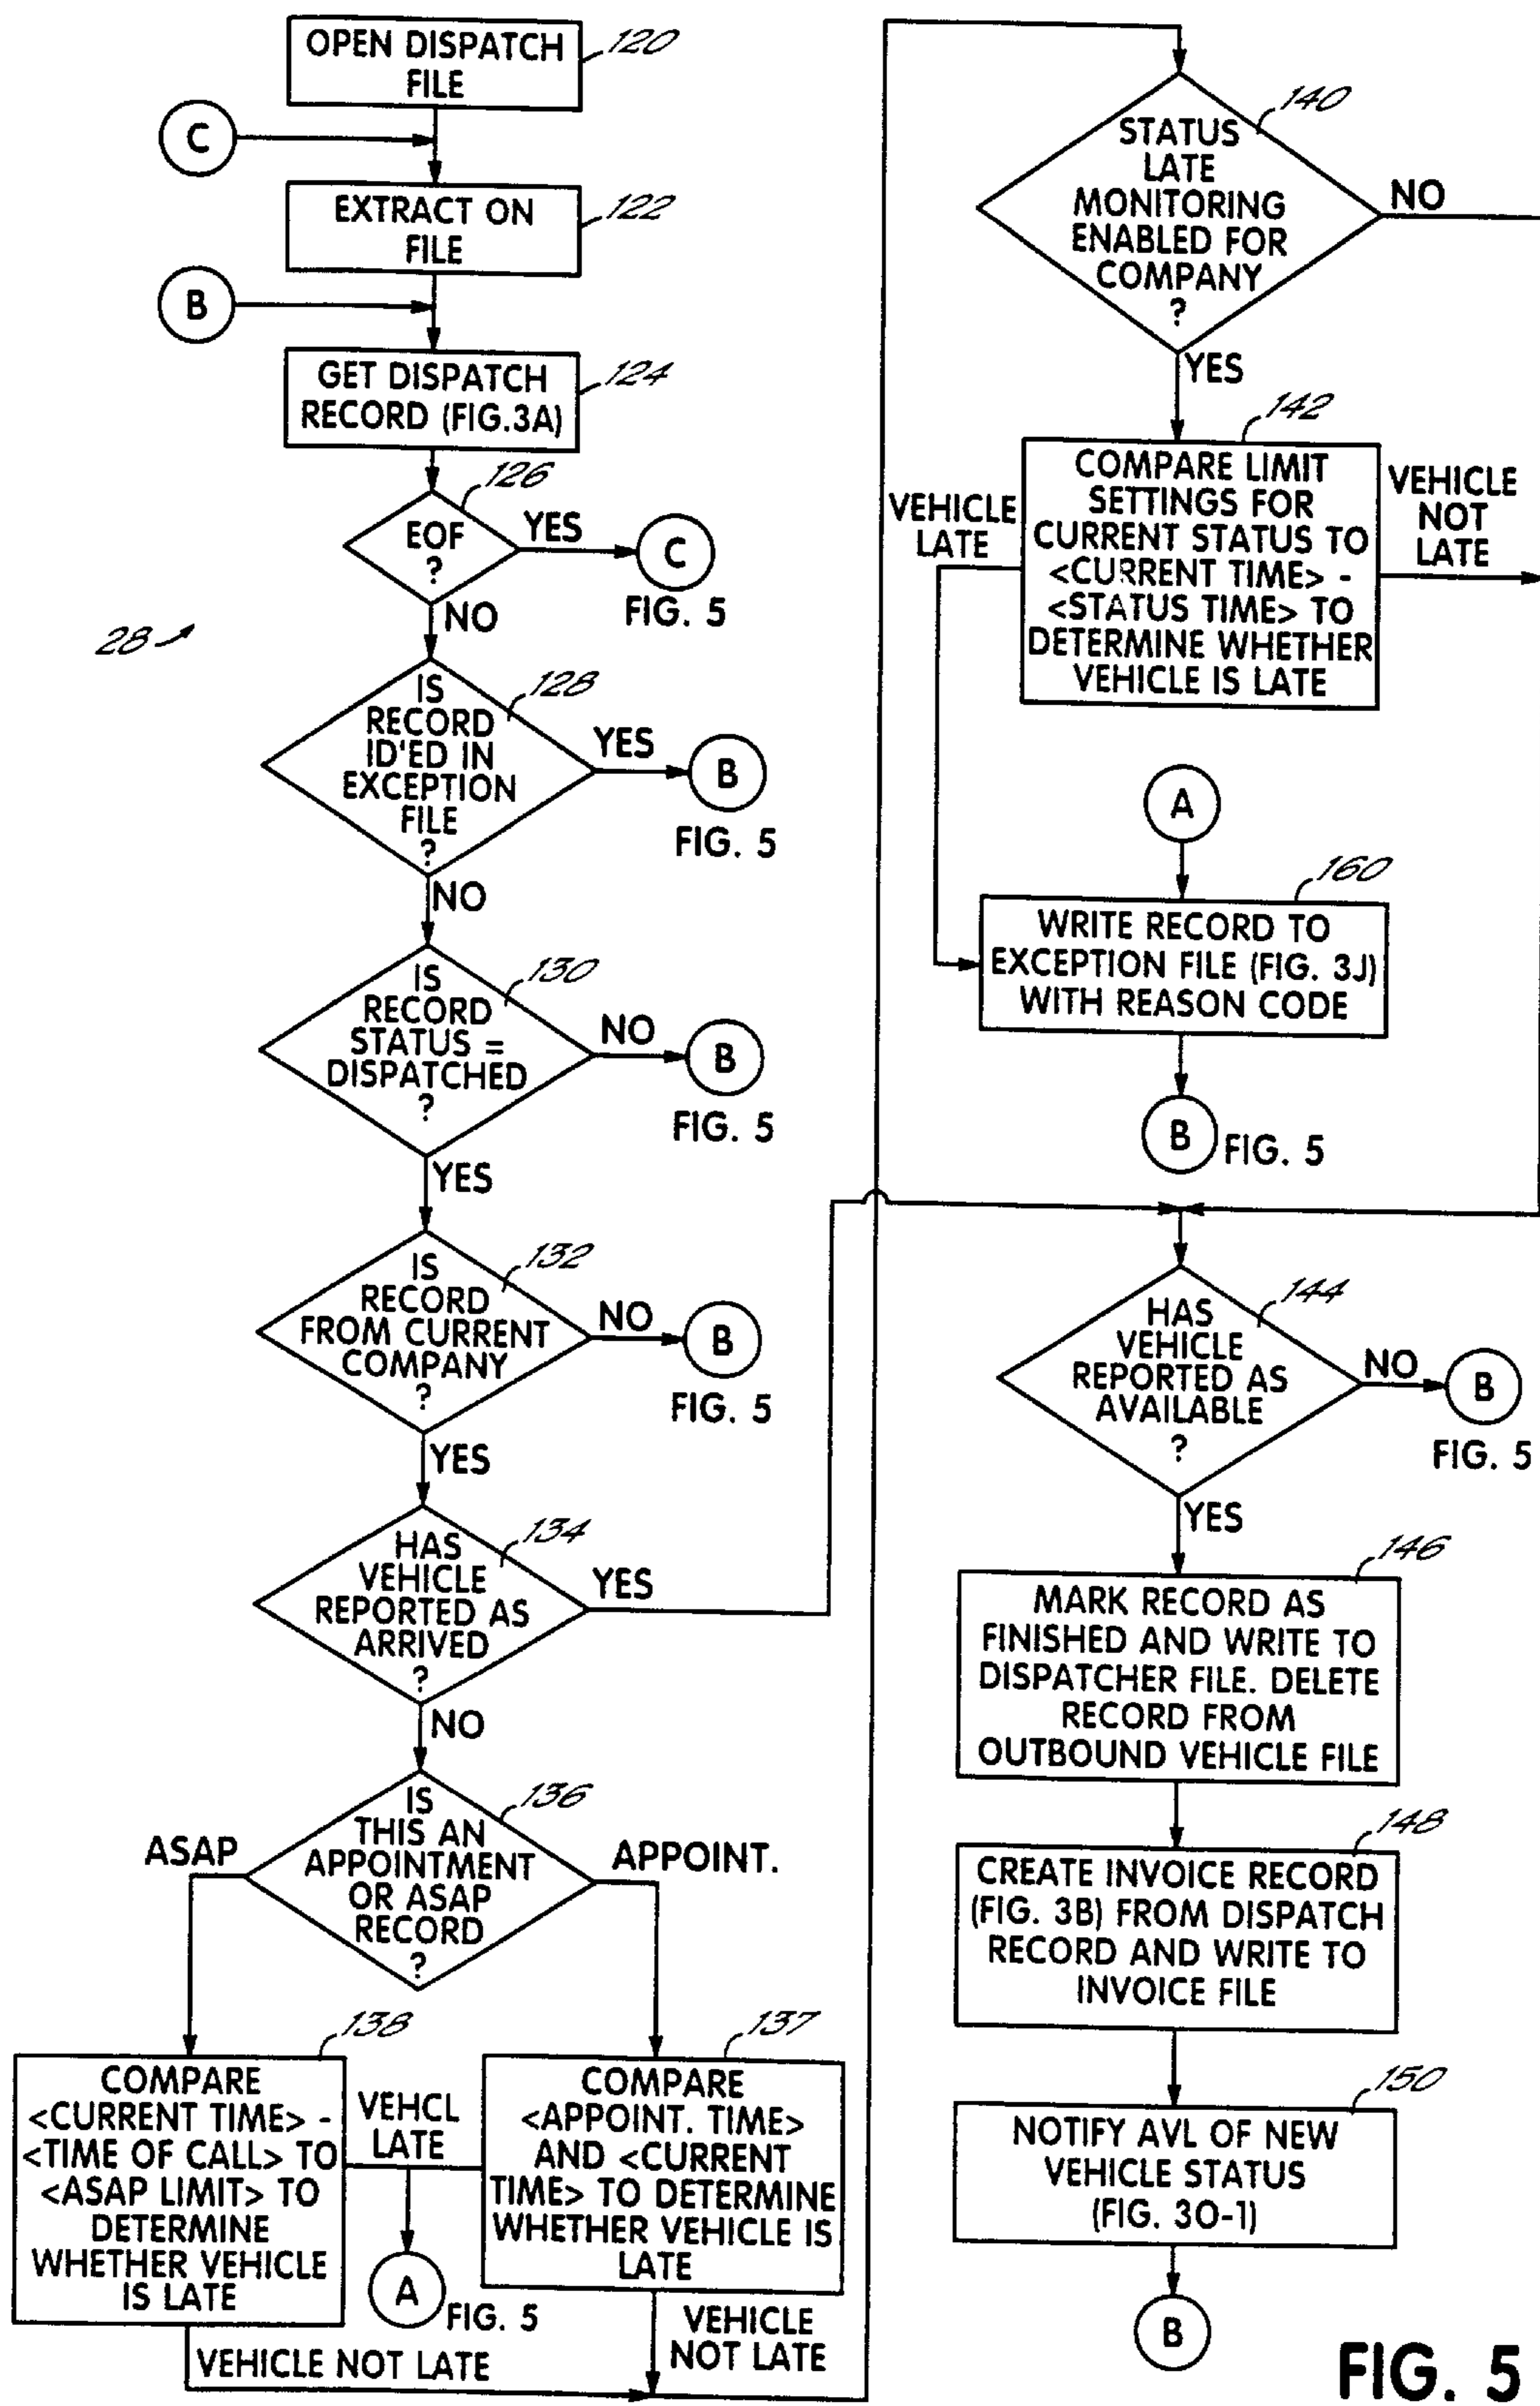 OPEN DISPATCH
FILE
120
C
EXTRACT ON
FILE
122
B
GET DISPATCH
RECORD (FIG.3A)
124
126
EOF
?
YES
C
FIG. 5
NO
28
IS
RECORD
ID'ED IN
EXCEPTION
FILE
?
128
YES
B
FIG. 5
NO
IS
RECORD
STATUS =
DISPATCHED
?
130
NO
B
FIG. 5
YES
IS
RECORD
FROM CURRENT
COMPANY
?
132
NO
B
FIG. 5
YES
HAS
VEHICLE
REPORTED AS
ARRIVED
?
134
YES
NO
IS
THIS AN
APPOINTMENT
OR ASAP
RECORD
?
136
ASAP
APPOINT.
138
COMPARE
<CURRENT TIME> -
<TIME OF CALL> TO
<ASAP LIMIT> TO
DETERMINE
WHETHER VEHICLE
IS LATE
VEHCL
LATE
A
FIG. 5
137
COMPARE
<APPOINT. TIME>
AND <CURRENT
TIME> TO DETERMINE
WHETHER VEHICLE IS
LATE
VEHICLE NOT LATE
VEHICLE
NOT LATE
140
STATUS
LATE
MONITORING
ENABLED FOR
COMPANY
?
NO
YES
142
COMPARE LIMIT
SETTINGS FOR
CURRENT STATUS TO
<CURRENT TIME> -
<STATUS TIME> TO
DETERMINE WHETHER
VEHICLE IS LATE
VEHICLE
LATE
VEHICLE
NOT
LATE
A
160
WRITE RECORD TO
EXCEPTION FILE (FIG. 3J)
WITH REASON CODE
B
FIG. 5
144
HAS
VEHICLE
REPORTED AS
AVAILABLE
?
NO
B
FIG. 5
YES
146
MARK RECORD AS
FINISHED AND WRITE TO
DISPATCHER FILE. DELETE
RECORD FROM
OUTBOUND VEHICLE FILE
148
CREATE INVOICE RECORD
(FIG. 3B) FROM DISPATCH
RECORD AND WRITE TO
INVOICE FILE
150
NOTIFY AVL OF NEW
VEHICLE STATUS
(FIG. 3O-1)
B
FIG. 5